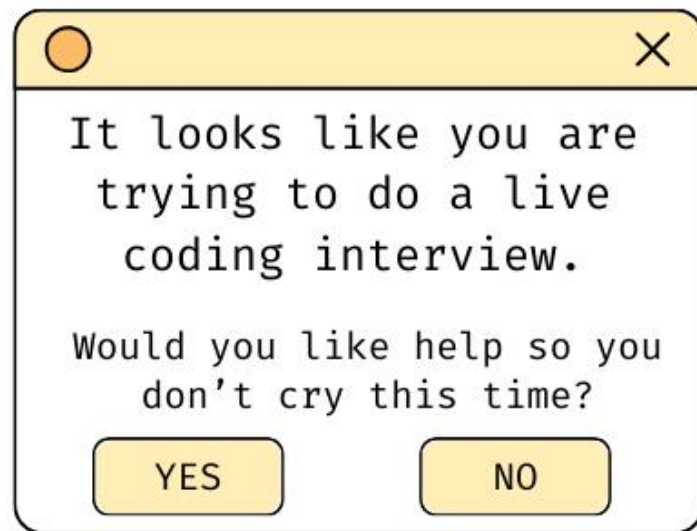 It looks like you are
trying to do a live
coding interview.
Would you like help so you
don’t cry this time?
YES NO